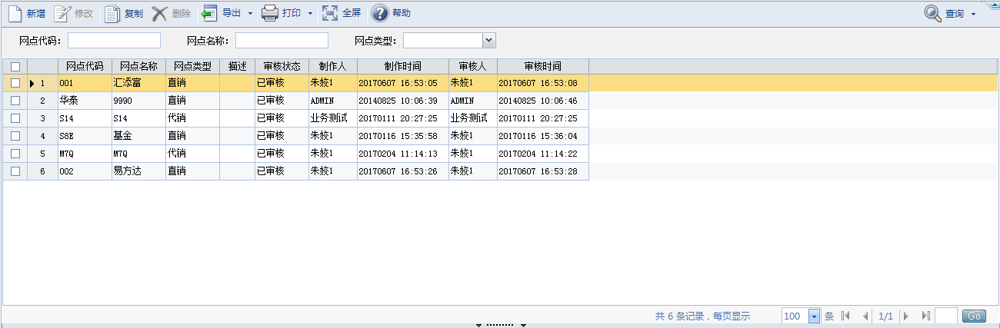 新增 修改 复制 删除 导出 打印 全屏 帮助 查询
网点代码: 网点名称: 网点类型:
网点代码 网点名称 网点类型 描述 审核状态 制作人 制作时间 审核人 审核时间
1 001 汇添富 直销 已审核 朱姣1 20170607 16:53:05 朱姣1 20170607 16:53:08
2 华泰 9990 直销 已审核 ADMIN 20140825 10:06:39 ADMIN 20140825 10:06:46
3 S14 S14 代销 已审核 业务测试 20170111 20:27:25 业务测试 20170111 20:27:25
4 S8E 基金 直销 已审核 朱姣1 20170116 15:35:58 朱姣1 20170116 15:36:04
5 M7Q M7Q 代销 已审核 朱姣1 20170204 11:14:13 朱姣1 20170204 11:14:22
6 002 易方达 直销 已审核 朱姣1 20170607 16:53:26 朱姣1 20170607 16:53:28
共 6 条记录，每页显示 100 条 1/1 Go